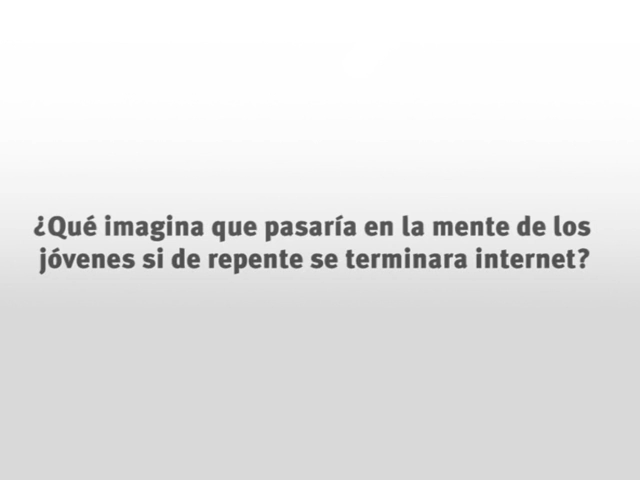 ¿Qué imagina que pasaría en la mente de los
jóvenes si de repente se terminara internet?